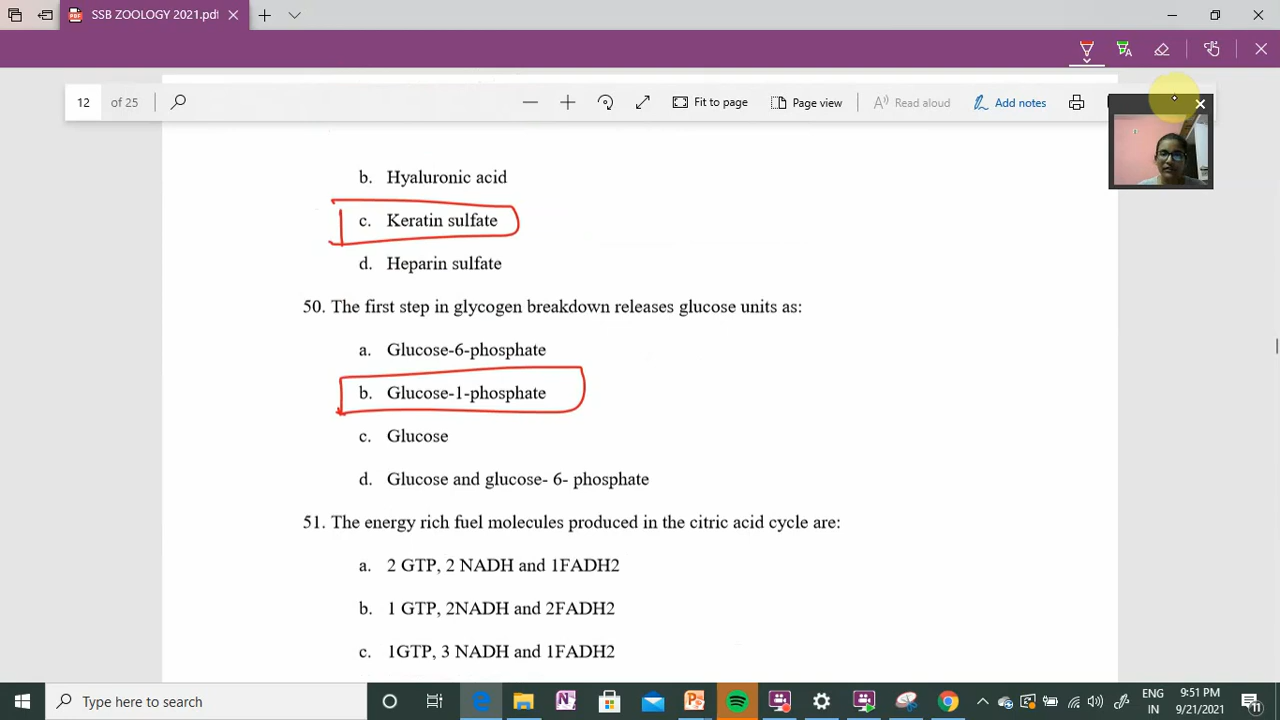 SSB ZOOLOGY 2021.pdf
12 of 25
Fit to page
Page view
Read aloud
Add notes
b. Hyaluronic acid
c. Keratin sulfate
d. Heparin sulfate
50. The first step in glycogen breakdown releases glucose units as:
a. Glucose-6-phosphate
b. Glucose-1-phosphate
c. Glucose
d. Glucose and glucose- 6- phosphate
51. The energy rich fuel molecules produced in the citric acid cycle are:
a. 2 GTP, 2 NADH and 1FADH2
b. 1 GTP, 2NADH and 2FADH2
c. 1GTP, 3 NADH and 1FADH2
Type here to search
ENG
IN
9:51 PM
9/21/2021
11